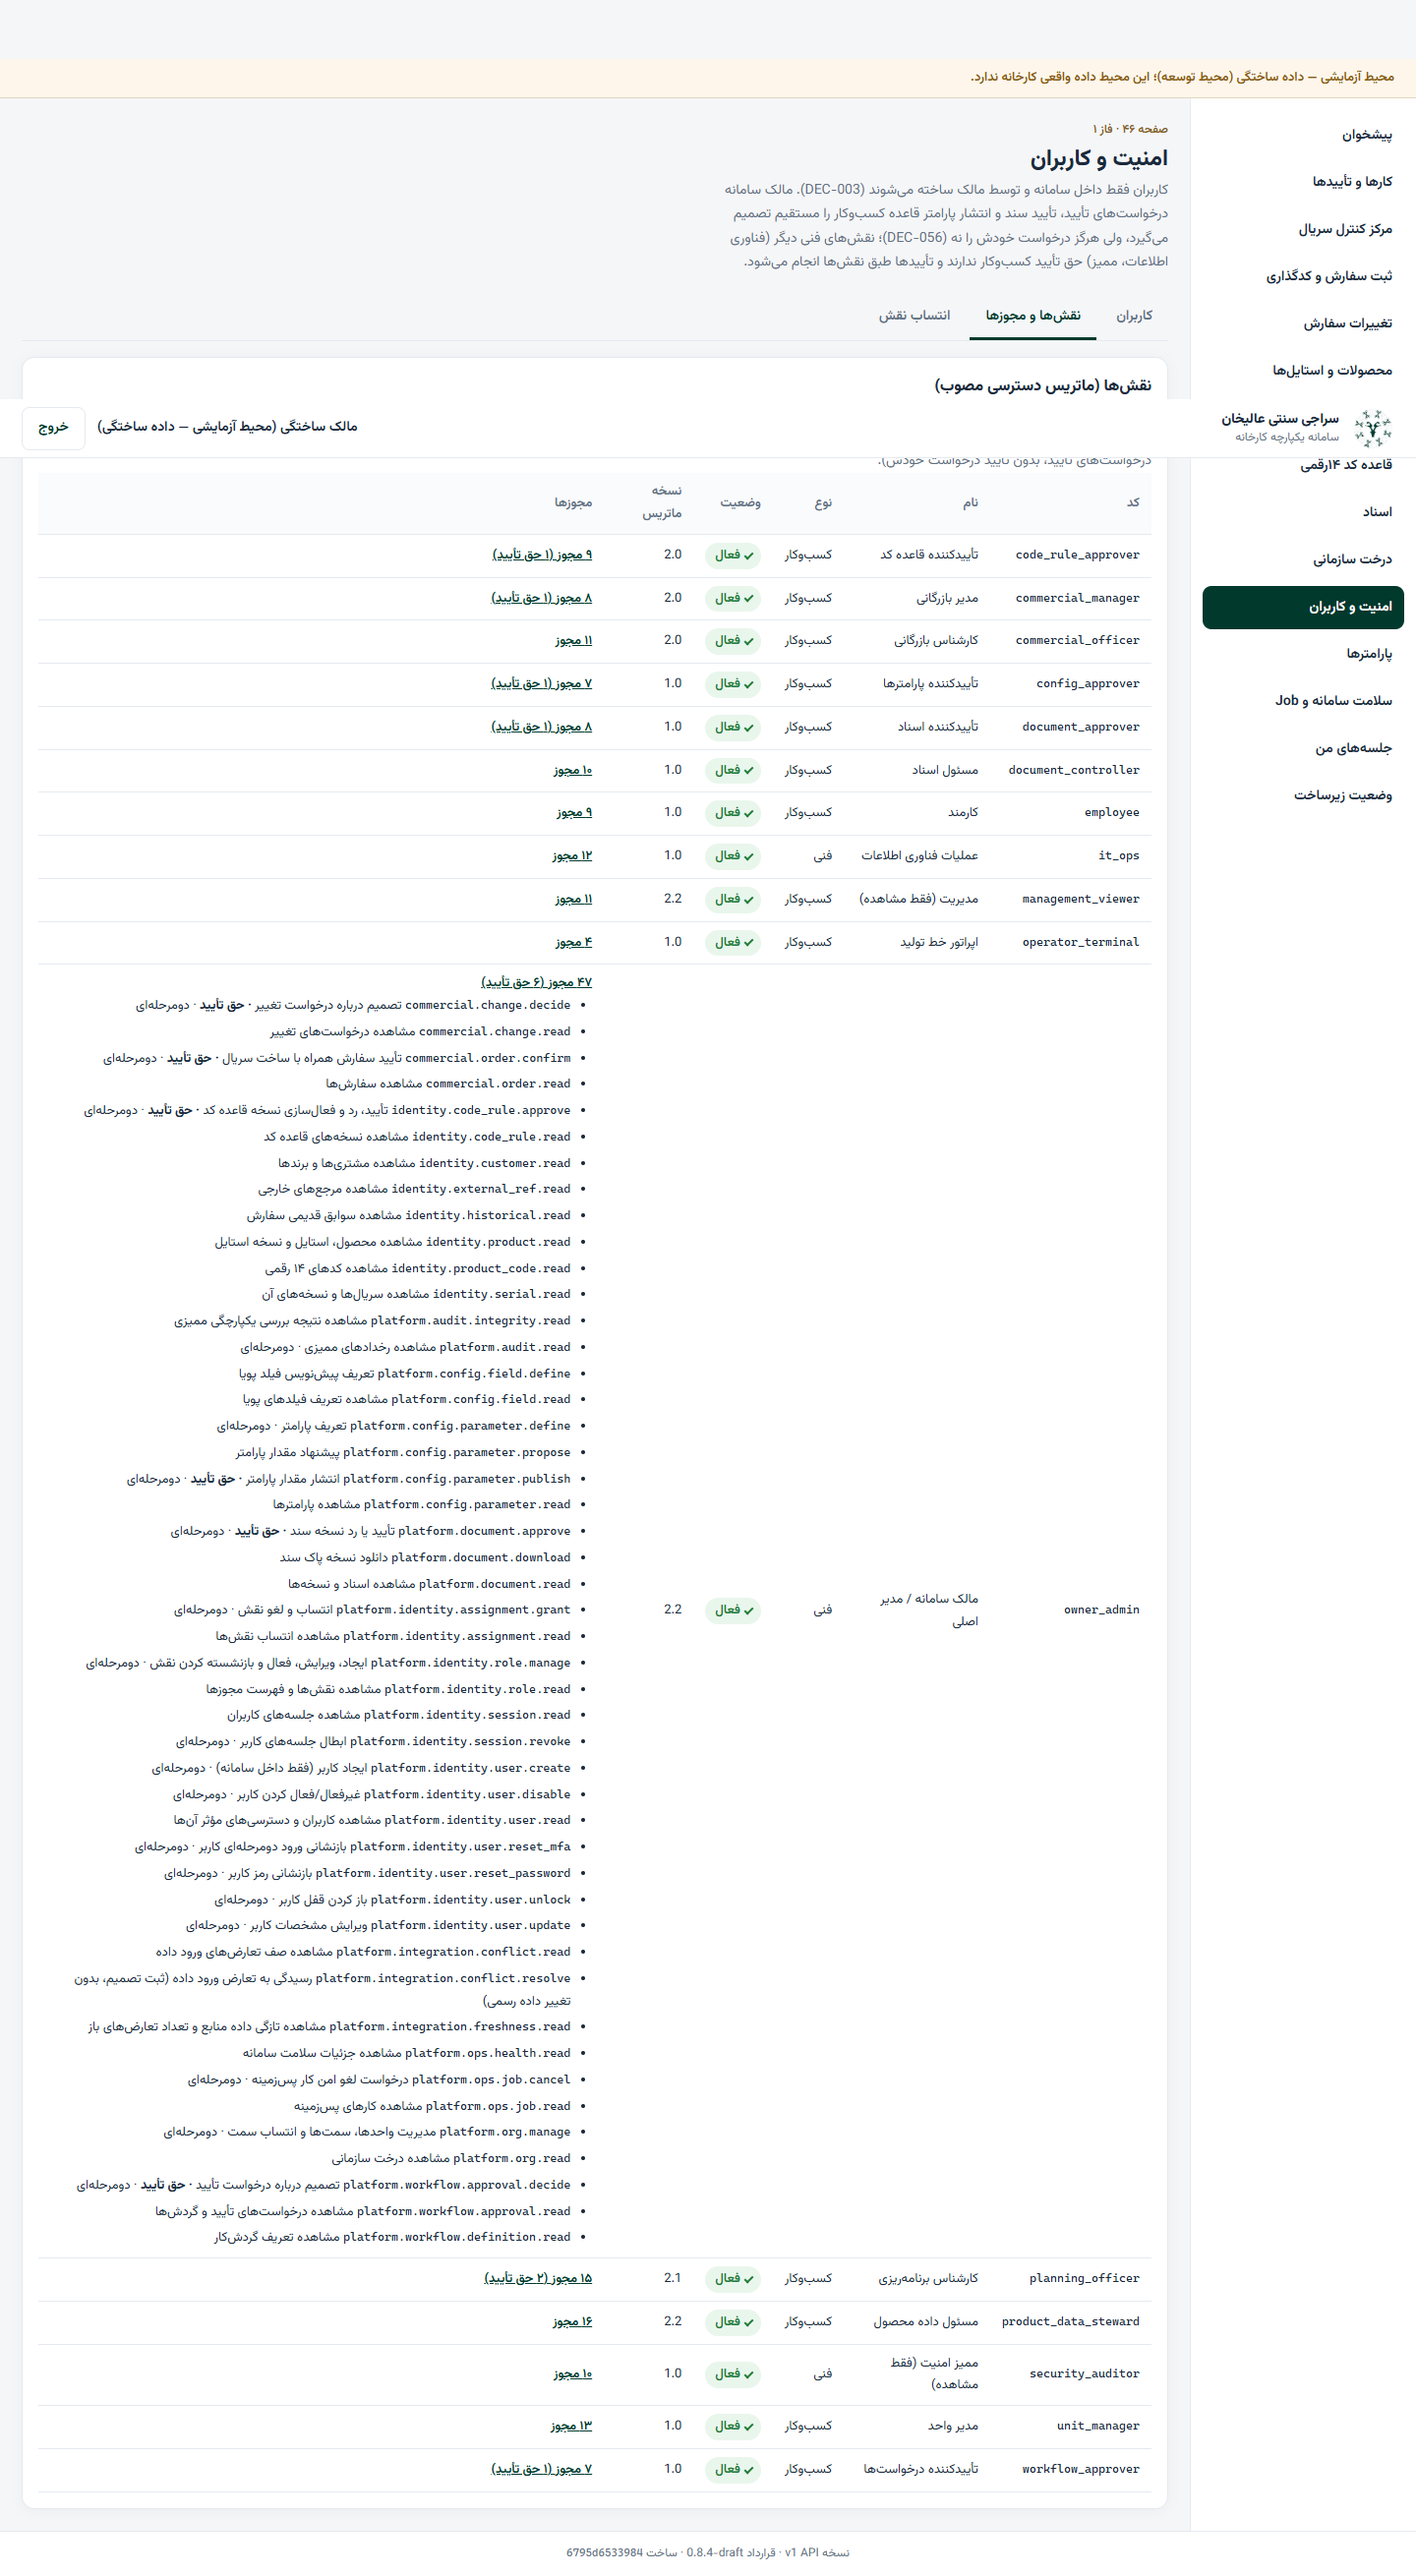 محیط آزمایشی — داده ساختگی (محیط توسعه)؛ این محیط داده واقعی کارخانه ندارد.
پیشخوان
کارها و تأییدها
مرکز کنترل سریال
ثبت سفارش و کدگذاری
تغییرات سفارش
محصولات و استایل‌ها
قاعده کد ۱۴رقمی
اسناد
درخت سازمانی
امنیت و کاربران
پارامترها
سلامت سامانه و Job
جلسه‌های من
وضعیت زیرساخت
صفحه ۴۶ · فاز ۱
امنیت و کاربران
کاربران فقط داخل سامانه و توسط مالک ساخته می‌شوند (DEC-003). مالک سامانه
درخواست‌های تأیید، تأیید سند و انتشار پارامتر قاعده کسب‌وکار را مستقیم تصمیم
می‌گیرد، ولی هرگز درخواست خودش را نه (DEC-056)؛ نقش‌های فنی دیگر (فناوری
اطلاعات، ممیز) حق تأیید کسب‌وکار ندارند و تأییدها طبق نقش‌ها انجام می‌شود.
کاربران
نقش‌ها و مجوزها
انتساب نقش
نقش‌ها (ماتریس دسترسی مصوب)
سراجی سنتی عالیخان
سامانه یکپارچه کارخانه
مالک ساختگی (محیط آزمایشی — داده ساختگی)
خروج
درخواست‌های تأیید، بدون تأیید درخواست خودش).
کد نام نوع وضعیت نسخه ماتریس مجوزها
code_rule_approver تأییدکننده قاعده کد کسب‌وکار فعال 2.0 ۹ مجوز (۱ حق تأیید)
commercial_manager مدیر بازرگانی کسب‌وکار فعال 2.0 ۸ مجوز (۱ حق تأیید)
commercial_officer کارشناس بازرگانی کسب‌وکار فعال 2.0 ۱۱ مجوز
config_approver تأییدکننده پارامترها کسب‌وکار فعال 1.0 ۷ مجوز (۱ حق تأیید)
document_approver تأییدکننده اسناد کسب‌وکار فعال 1.0 ۸ مجوز (۱ حق تأیید)
document_controller مسئول اسناد کسب‌وکار فعال 1.0 ۱۰ مجوز
employee کارمند کسب‌وکار فعال 1.0 ۹ مجوز
it_ops عملیات فناوری اطلاعات فنی فعال 1.0 ۱۲ مجوز
management_viewer مدیریت (فقط مشاهده) کسب‌وکار فعال 2.2 ۱۱ مجوز
operator_terminal اپراتور خط تولید کسب‌وکار فعال 1.0 ۴ مجوز
owner_admin مالک سامانه / مدیر اصلی فنی فعال 2.2 ۴۷ مجوز (۶ حق تأیید)
commercial.change.decide تصمیم درباره درخواست تغییر · حق تأیید · دومرحله‌ای
commercial.change.read مشاهده درخواست‌های تغییر
commercial.order.confirm تأیید سفارش همراه با ساخت سریال · حق تأیید · دومرحله‌ای
commercial.order.read مشاهده سفارش‌ها
identity.code_rule.approve تأیید، رد و فعال‌سازی نسخه قاعده کد · حق تأیید · دومرحله‌ای
identity.code_rule.read مشاهده نسخه‌های قاعده کد
identity.customer.read مشاهده مشتری‌ها و برندها
identity.external_ref.read مشاهده مرجع‌های خارجی
identity.historical.read مشاهده سوابق قدیمی سفارش
identity.product.read مشاهده محصول، استایل و نسخه استایل
identity.product_code.read مشاهده کدهای ۱۴ رقمی
identity.serial.read مشاهده سریال‌ها و نسخه‌های آن
platform.audit.integrity.read مشاهده نتیجه بررسی یکپارچگی ممیزی
platform.audit.read مشاهده رخدادهای ممیزی · دومرحله‌ای
platform.config.field.define تعریف پیش‌نویس فیلد پویا
platform.config.field.read مشاهده تعریف فیلدهای پویا
platform.config.parameter.define تعریف پارامتر · دومرحله‌ای
platform.config.parameter.propose پیشنهاد مقدار پارامتر
platform.config.parameter.publish انتشار مقدار پارامتر · حق تأیید · دومرحله‌ای
platform.config.parameter.read مشاهده پارامترها
platform.document.approve تأیید یا رد نسخه سند · حق تأیید · دومرحله‌ای
platform.document.download دانلود نسخه پاک سند
platform.document.read مشاهده اسناد و نسخه‌ها
platform.identity.assignment.grant انتساب و لغو نقش · دومرحله‌ای
platform.identity.assignment.read مشاهده انتساب نقش‌ها
platform.identity.role.manage ایجاد، ویرایش، فعال و بازنشسته کردن نقش · دومرحله‌ای
platform.identity.role.read مشاهده نقش‌ها و فهرست مجوزها
platform.identity.session.read مشاهده جلسه‌های کاربران
platform.identity.session.revoke ابطال جلسه‌های کاربر · دومرحله‌ای
platform.identity.user.create ایجاد کاربر (فقط داخل سامانه) · دومرحله‌ای
platform.identity.user.disable غیرفعال/فعال کردن کاربر · دومرحله‌ای
platform.identity.user.read مشاهده کاربران و دسترسی‌های مؤثر آن‌ها
platform.identity.user.reset_mfa بازنشانی ورود دومرحله‌ای کاربر · دومرحله‌ای
platform.identity.user.reset_password بازنشانی رمز کاربر · دومرحله‌ای
platform.identity.user.unlock باز کردن قفل کاربر · دومرحله‌ای
platform.identity.user.update ویرایش مشخصات کاربر · دومرحله‌ای
platform.integration.conflict.read مشاهده صف تعارض‌های ورود داده
platform.integration.conflict.resolve رسیدگی به تعارض ورود داده (ثبت تصمیم، بدون
تغییر داده رسمی)
platform.integration.freshness.read مشاهده تازگی داده منابع و تعداد تعارض‌های باز
platform.ops.health.read مشاهده جزئیات سلامت سامانه
platform.ops.job.cancel درخواست لغو امن کار پس‌زمینه · دومرحله‌ای
platform.ops.job.read مشاهده کارهای پس‌زمینه
platform.org.manage مدیریت واحدها، سمت‌ها و انتساب سمت · دومرحله‌ای
platform.org.read مشاهده درخت سازمانی
platform.workflow.approval.decide تصمیم درباره درخواست تأیید · حق تأیید · دومرحله‌ای
platform.workflow.approval.read مشاهده درخواست‌های تأیید و گردش‌ها
platform.workflow.definition.read مشاهده تعریف گردش‌کار
planning_officer کارشناس برنامه‌ریزی کسب‌وکار فعال 2.1 ۱۵ مجوز (۲ حق تأیید)
product_data_steward مسئول داده محصول کسب‌وکار فعال 2.2 ۱۶ مجوز
security_auditor ممیز امنیت (فقط مشاهده) فنی فعال 1.0 ۱۰ مجوز
unit_manager مدیر واحد کسب‌وکار فعال 1.0 ۱۳ مجوز
workflow_approver تأییدکننده درخواست‌ها کسب‌وکار فعال 1.0 ۷ مجوز (۱ حق تأیید)
نسخه v1 API · قرارداد 0.8.4-draft · ساخت 6795d6533984